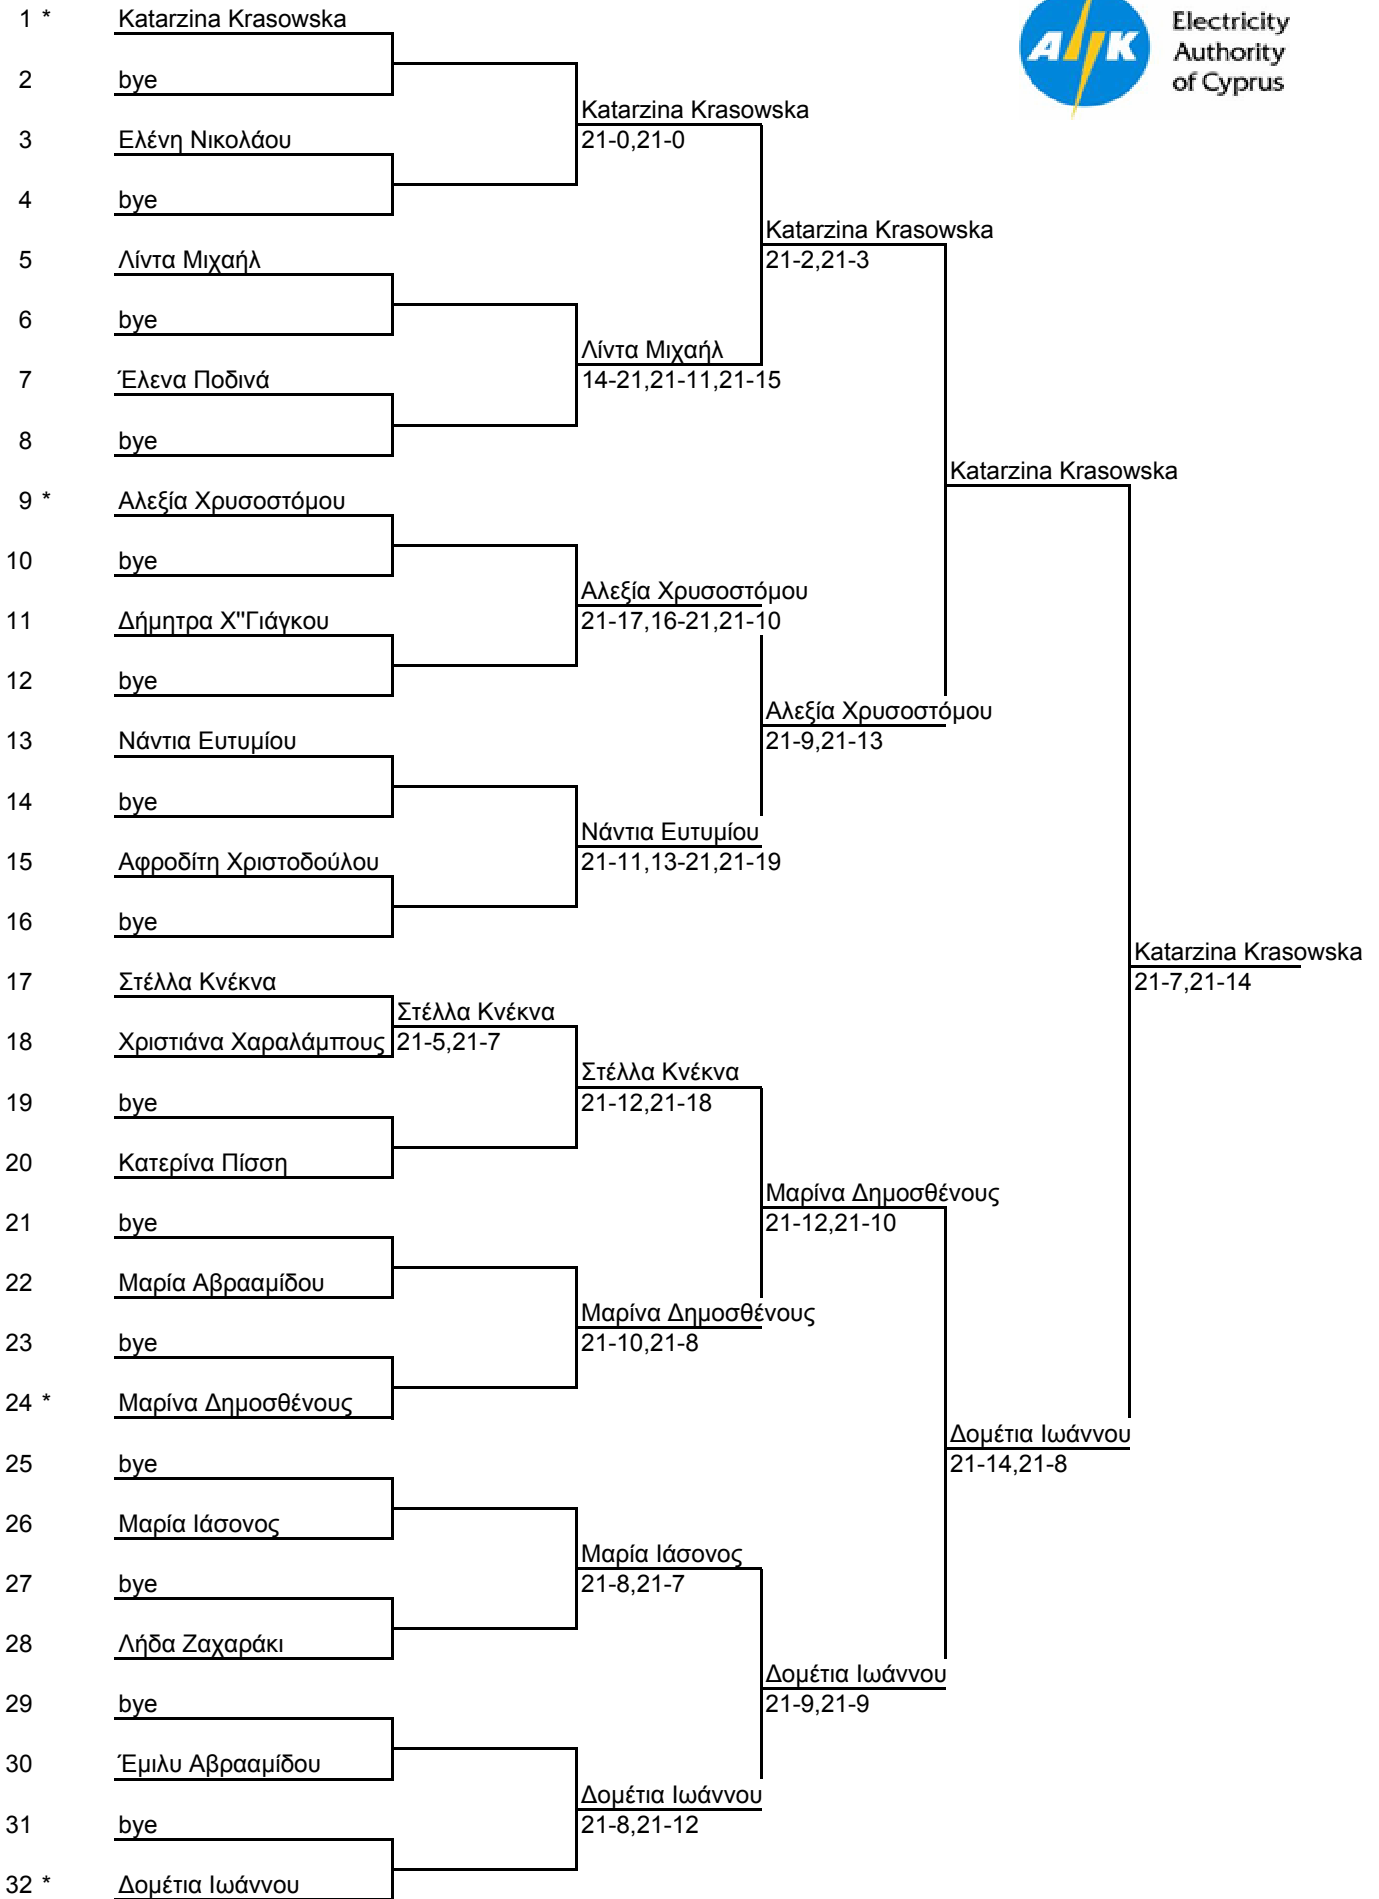 1 * Katarzina Krasowska
Electricity
Authority
of Cyprus
ΑΗΚ
2 bye
Katarzina Krasowska
3 Ελένη Νικολάου
21-0,21-0
4 bye
Katarzina Krasowska
5 Λίντα Μιχαήλ
21-2,21-3
6 bye
Λίντα Μιχαήλ
7 Έλενα Ποδινά
14-21,21-11,21-15
8 bye
Katarzina Krasowska
9 * Αλεξία Χρυσοστόμου
10 bye
Αλεξία Χρυσοστόμου
11 Δήμητρα Χ"Γιάγκου
21-17,16-21,21-10
12 bye
Αλεξία Χρυσοστόμου
13 Νάντια Ευτυμίου
21-9,21-13
14 bye
Νάντια Ευτυμίου
15 Αφροδίτη Χριστοδούλου
21-11,13-21,21-19
16 bye
Katarzina Krasowska
17 Στέλλα Κνέκνα
21-7,21-14
Στέλλα Κνέκνα
18 Χριστιάνα Χαραλάμπους
21-5,21-7
Στέλλα Κνέκνα
19 bye
21-12,21-18
20 Κατερίνα Πίσση
Μαρίνα Δημοσθένους
21 bye
21-12,21-10
22 Μαρία Αβρααμίδου
Μαρίνα Δημοσθένους
23 bye
21-10,21-8
24 * Μαρίνα Δημοσθένους
Δομέτια Ιωάννου
25 bye
21-14,21-8
26 Μαρία Ιάσονος
Μαρία Ιάσονος
27 bye
21-8,21-7
28 Λήδα Ζαχαράκι
Δομέτια Ιωάννου
29 bye
21-9,21-9
30 Έμιλυ Αβρααμίδου
Δομέτια Ιωάννου
31 bye
21-8,21-12
32 * Δομέτια Ιωάννου